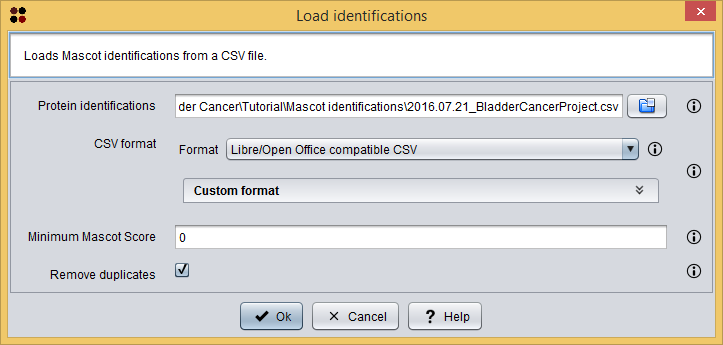 Load identifications
Loads Mascot identifications from a CSV file.
Protein identifications der Cancer\Tutorial\Mascot identifications\2016.07.21_BladderCancerProject.csv
CSV format
Format Libre/Open Office compatible CSV
Custom format
Minimum Mascot Score 0
Remove duplicates
Ok Cancel ? Help